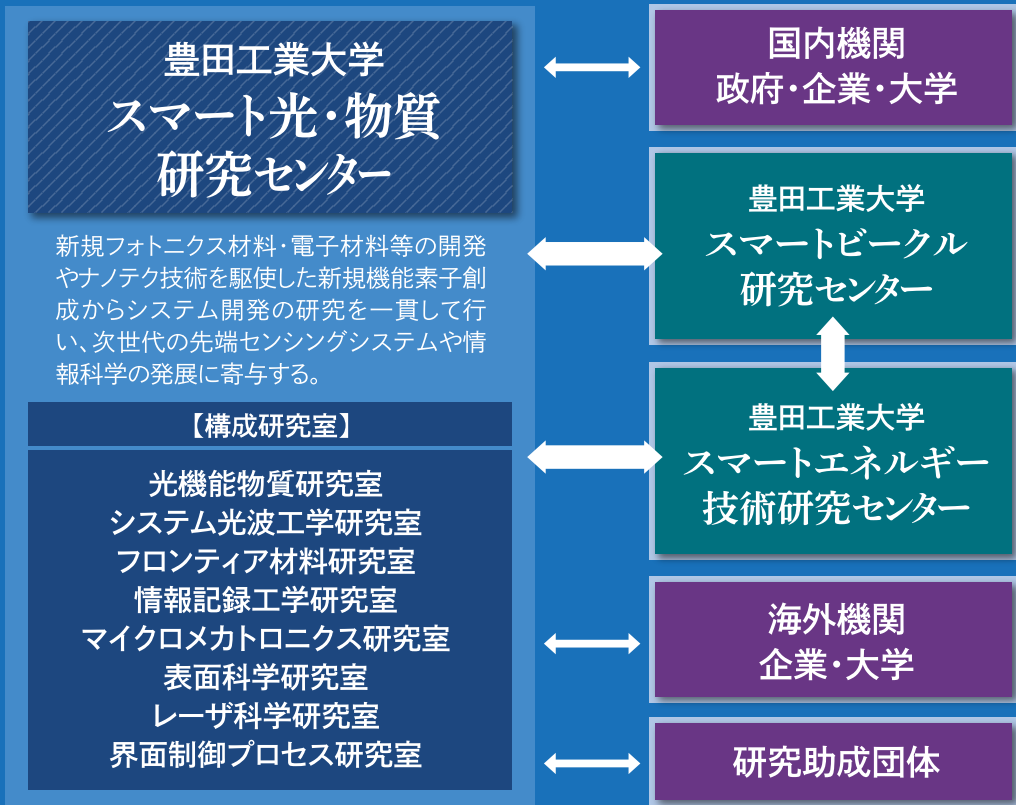 豊田工業大学
スマート光・物質
研究センター
新規フォトニクス材料・電子材料等の開発
やナノテク技術を駆使した新規機能素子創
成からシステム開発の研究を一貫して行
い、次世代の先端センシングシステムや情
報科学の発展に寄与する。
【構成研究室】
光機能物質研究室
システム光波工学研究室
フロンティア材料研究室
情報記録工学研究室
マイクロメカトロニクス研究室
表面科学研究室
レーザ科学研究室
界面制御プロセス研究室
国内機関
政府・企業・大学
豊田工業大学
スマートビークル
研究センター
豊田工業大学
スマートエネルギー
技術研究センター
海外機関
企業・大学
研究助成団体